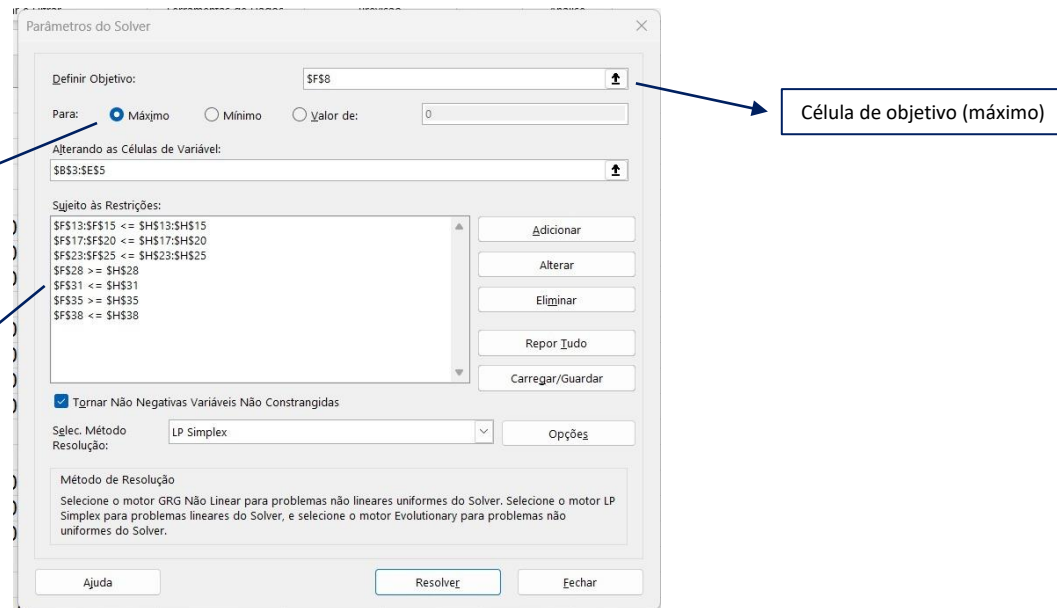 Parâmetros do Solver
Definir Objetivo:
$F$8
Para:
Máximo
Mínimo
Valor de:
0
Alterando as Células de Variável:
$B$3:$E$5
Sujeito às Restrições:
$F$13:$F$15 <= $H$13:$H$15
$F$17:$F$20 <= $H$17:$H$20
$F$23:$F$25 <= $H$23:$H$25
$F$28 >= $H$28
$F$31 <= $H$31
$F$35 >= $H$35
$F$38 <= $H$38
Adicionar
Alterar
Eliminar
Repor Tudo
Carregar/Guardar
Tornar Não Negativas Variáveis Não Constrangidas
Selec. Método
Resolução:
LP Simplex
Opções
Método de Resolução
Selecione o motor GRG Não Linear para problemas não lineares uniformes do Solver. Selecione o motor LP
Simplex para problemas lineares do Solver, e selecione o motor Evolutionary para problemas não
uniformes do Solver.
Ajuda
Resolver
Fechar
Célula de objetivo (máximo)